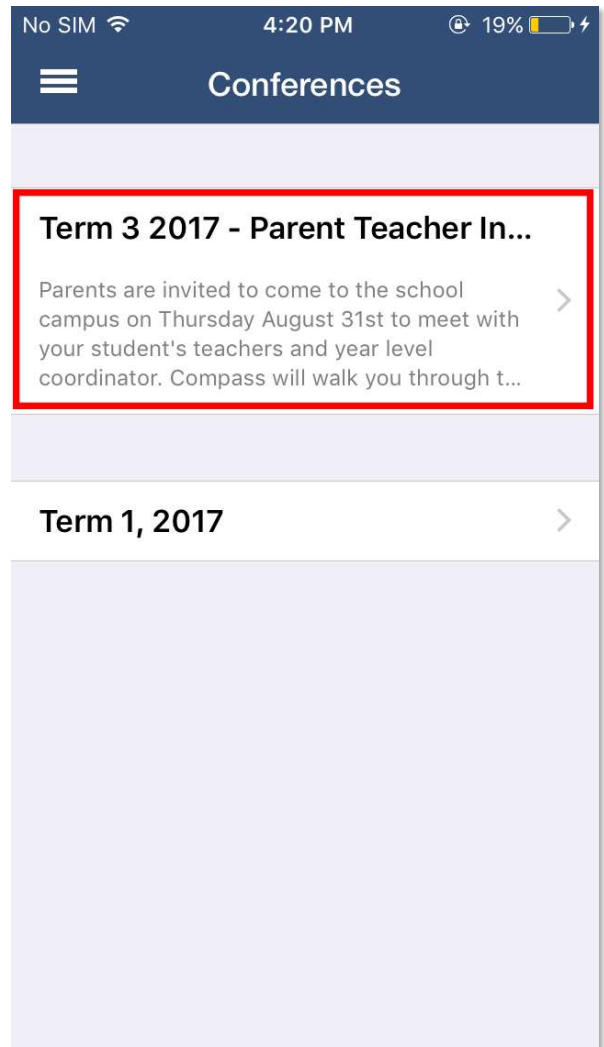 No SIM 4:20 PM 19%
Conferences
Term 3 2017 - Parent Teacher In...
Parents are invited to come to the school
campus on Thursday August 31st to meet with
your student's teachers and year level
coordinator. Compass will walk you through t...
Term 1, 2017